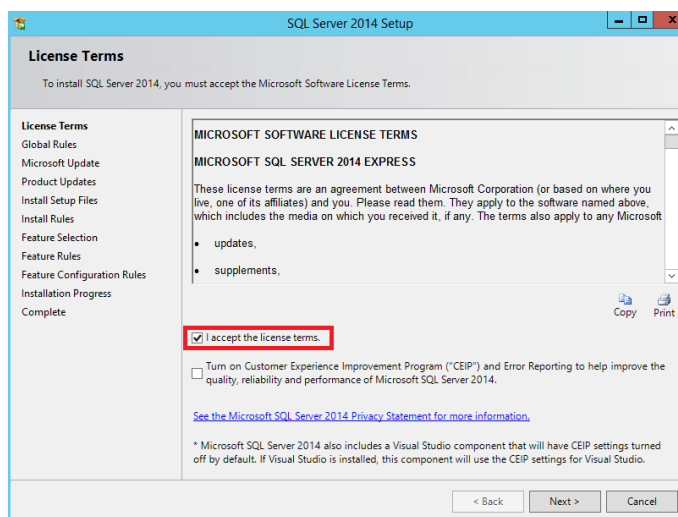 SQL Server 2014 Setup
License Terms
To install SQL Server 2014, you must accept the Microsoft Software License Terms.
License Terms
Global Rules
Microsoft Update
Product Updates
Install Setup Files
Install Rules
Feature Selection
Feature Rules
Feature Configuration Rules
Installation Progress
Complete
MICROSOFT SOFTWARE LICENSE TERMS
MICROSOFT SQL SERVER 2014 EXPRESS
These license terms are an agreement between Microsoft Corporation (or based on where you
live, one of its affiliates) and you. Please read them. They apply to the software named above,
which includes the media on which you received it, if any. The terms also apply to any Microsoft
• updates,
• supplements,
Copy Print
I accept the license terms.
Turn on Customer Experience Improvement Program ("CEIP") and Error Reporting to help improve the
quality, reliability and performance of Microsoft SQL Server 2014.
See the Microsoft SQL Server 2014 Privacy Statement for more information.
* Microsoft SQL Server 2014 also includes a Visual Studio component that will have CEIP settings turned
off by default. If Visual Studio is installed, this component will use the CEIP settings for Visual Studio.
< Back Next > Cancel